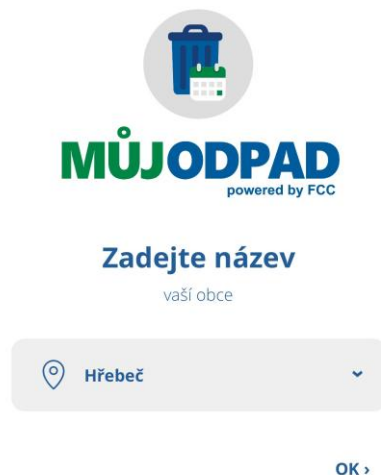 MŮJODPAD
powered by FCC
Zadejte název
vaší obce
Hřebeč
OK ›